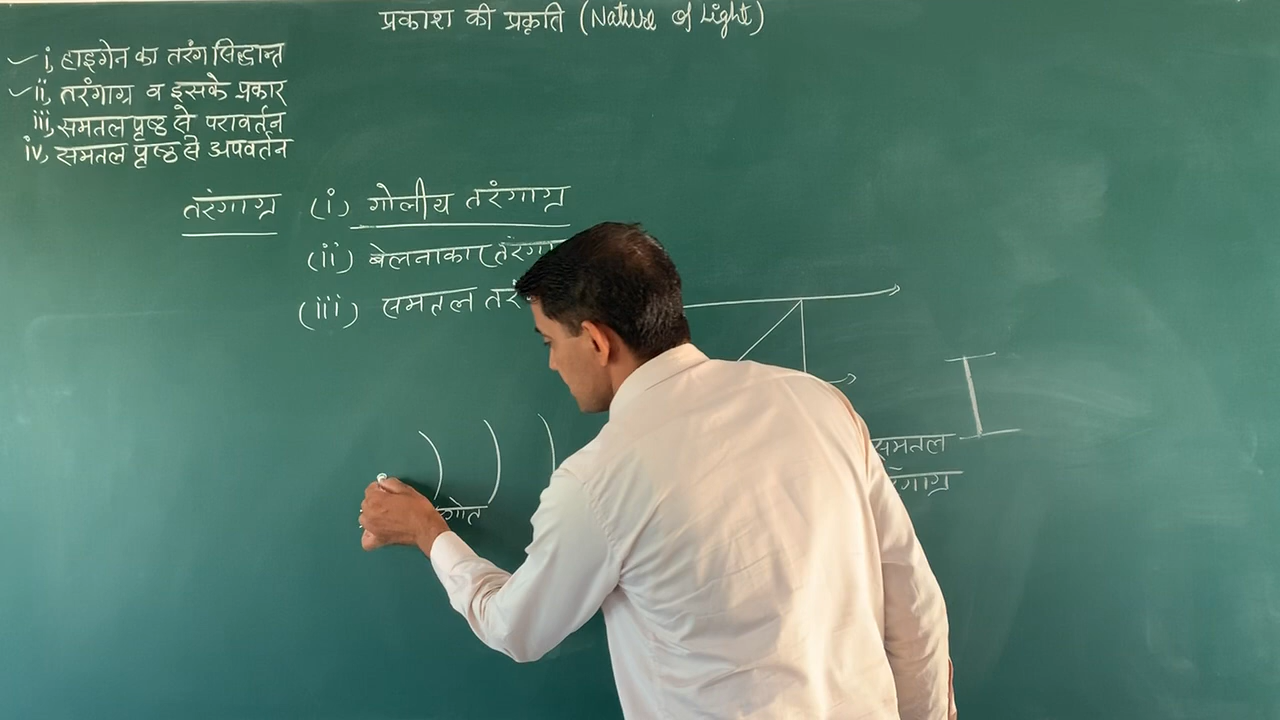 प्रकाश की प्रकृति (Nature of Light)
i, हाइगेन का तरंग सिद्धान्त
ii, तरंगाग्र व इसके प्रकार
iii, समतल पृष्ठ से परावर्तन
iv, समतल पृष्ठ से अपवर्तन
तरंगाग्र (i) गोलीय तरंगाग्र
(ii) बेलनाकार तरंगा
(iii) समतल तरं
समतल